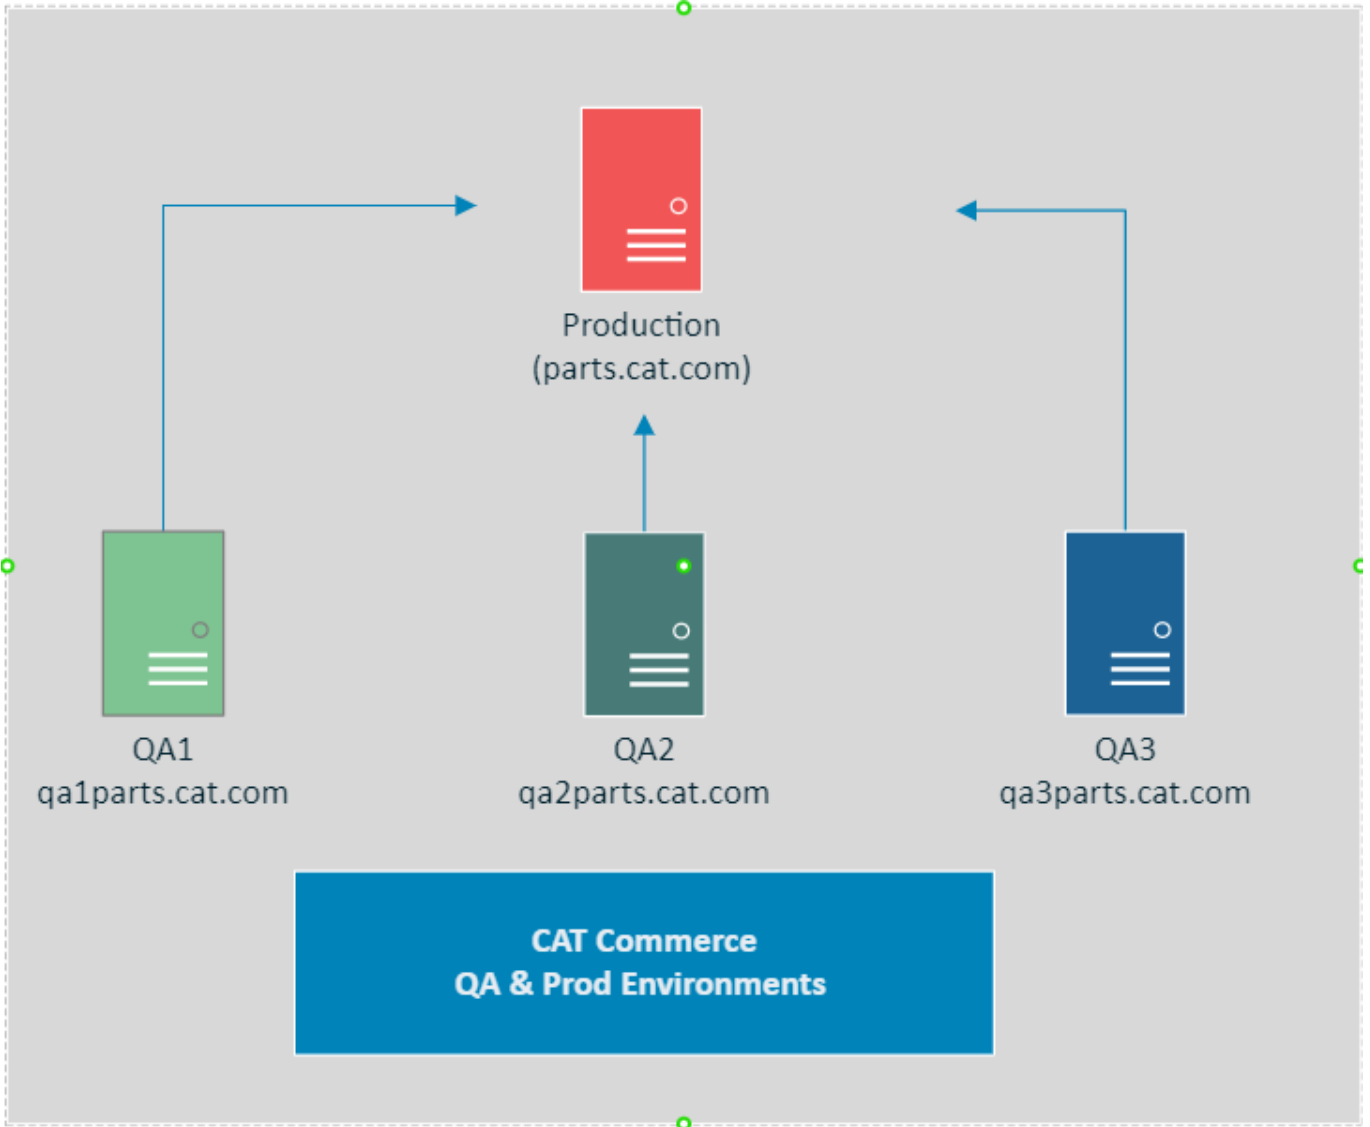 Production
(parts.cat.com)
QA1
qa1parts.cat.com
QA2
qa2parts.cat.com
QA3
qa3parts.cat.com
CAT Commerce
QA & Prod Environments